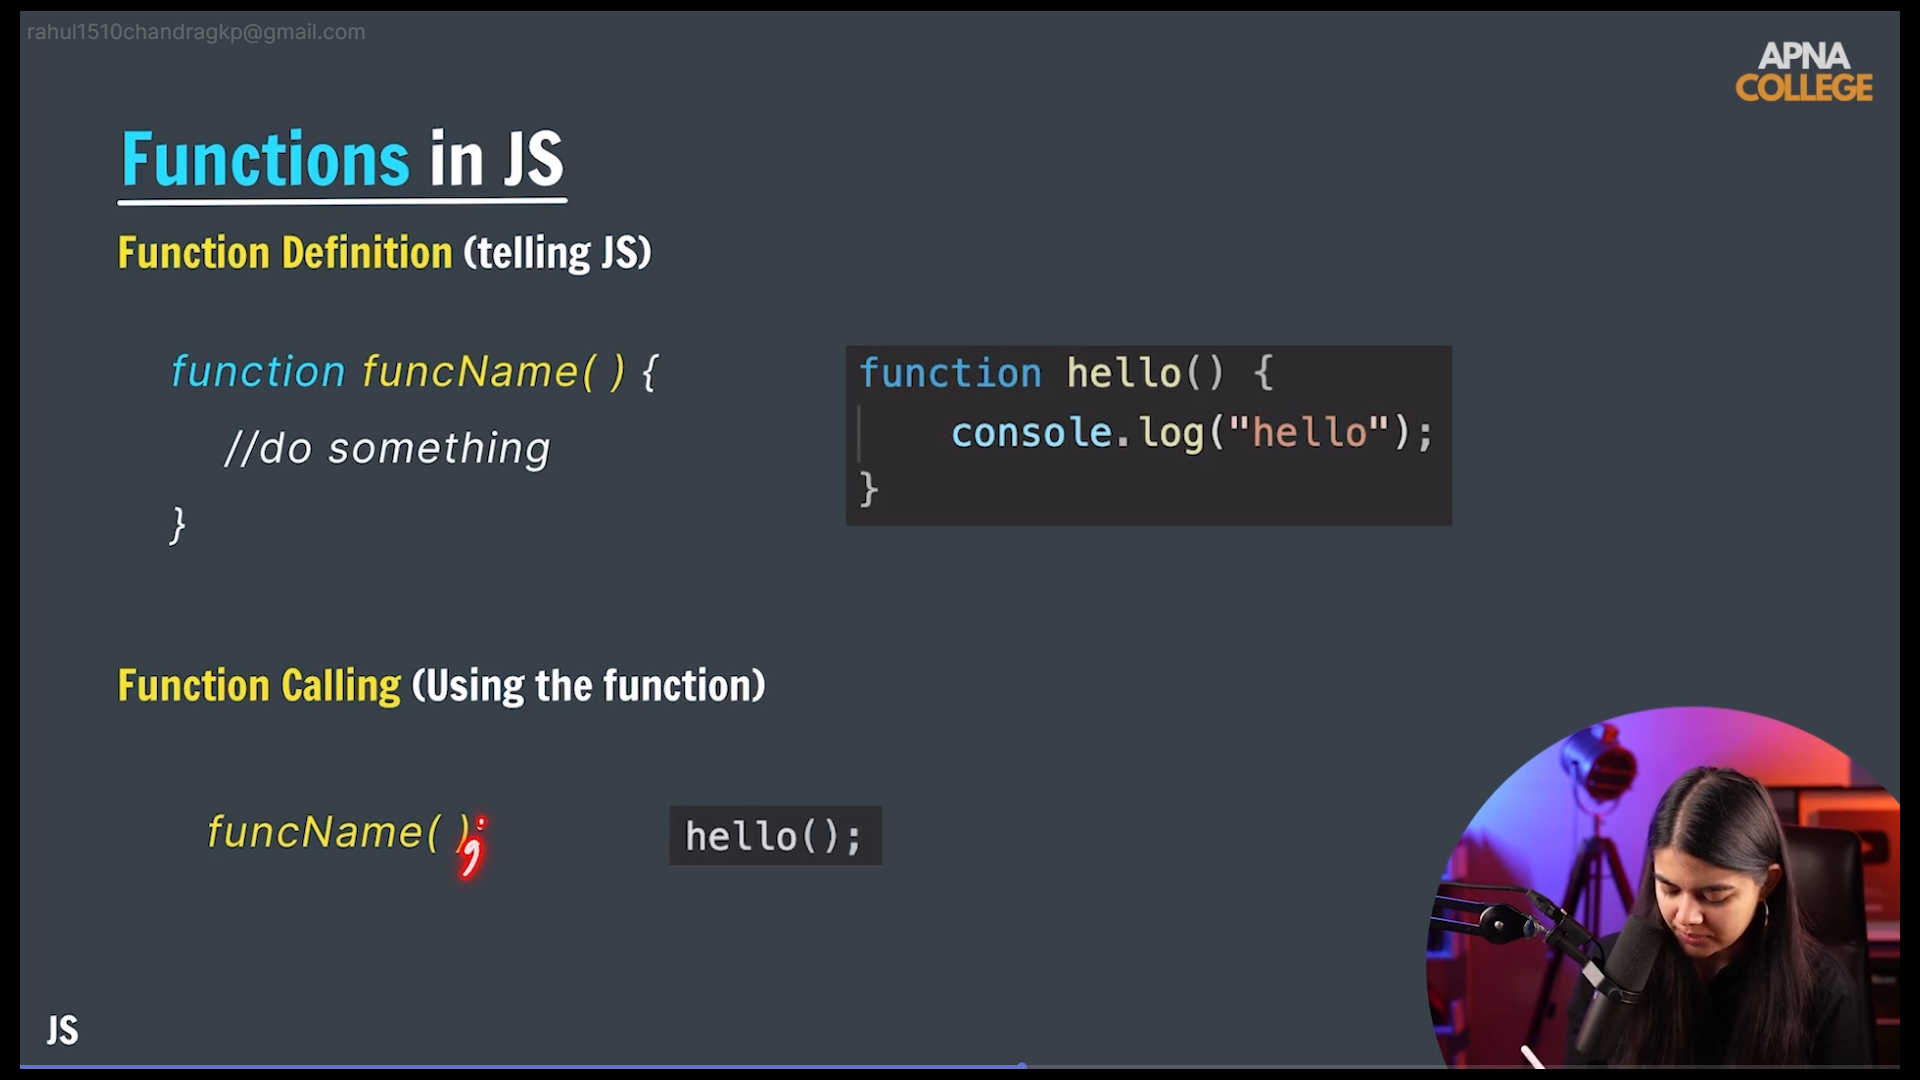 rahul1510chandragkp@gmail.com
APNA
COLLEGE
Functions in JS
Function Definition (telling JS)
function funcName( ) {
//do something
}
function hello() {
console.log("hello");
}
Function Calling (Using the function)
funcName( );
hello();
JS